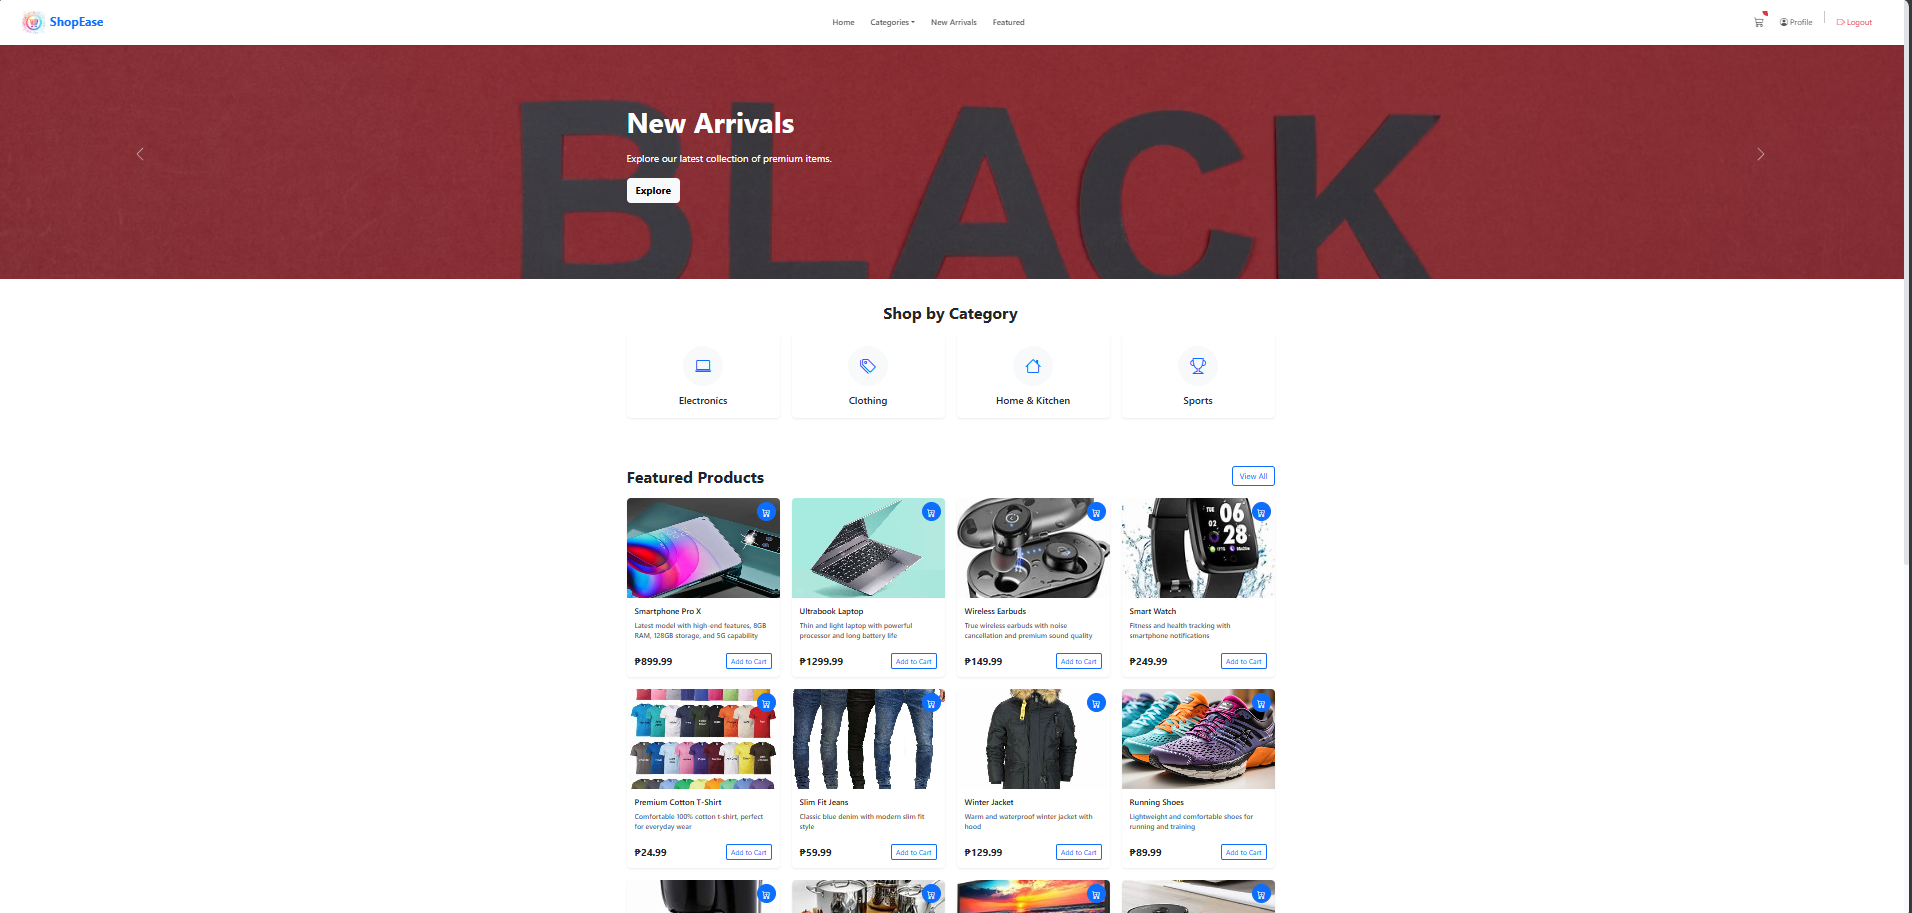 ShopEase
Home
Categories
New Arrivals
Featured
Profile
Logout
BLACK
New Arrivals
Explore our latest collection of premium items.
Explore
Shop by Category
Electronics
Clothing
Home & Kitchen
Sports
Featured Products
View All
TUE 06
02 28
Smartphone Pro X
Latest model with high-end features, 8GB
RAM, 128GB storage, and 5G capability
₱899.99
Add to Cart
Ultrabook Laptop
Thin and light laptop with powerful
processor and long battery life
₱1299.99
Add to Cart
Wireless Earbuds
True wireless earbuds with noise
cancellation and premium sound quality
₱149.99
Add to Cart
Smart Watch
Fitness and health tracking with
smartphone notifications
₱249.99
Add to Cart
Premium Cotton T-Shirt
Comfortable 100% cotton t-shirt, perfect
for everyday wear
₱24.99
Add to Cart
Slim Fit Jeans
Classic blue denim with modern slim fit
style
₱59.99
Add to Cart
Winter Jacket
Warm and waterproof winter jacket with
hood
₱129.99
Add to Cart
Running Shoes
Lightweight and comfortable shoes for
running and training
₱89.99
Add to Cart